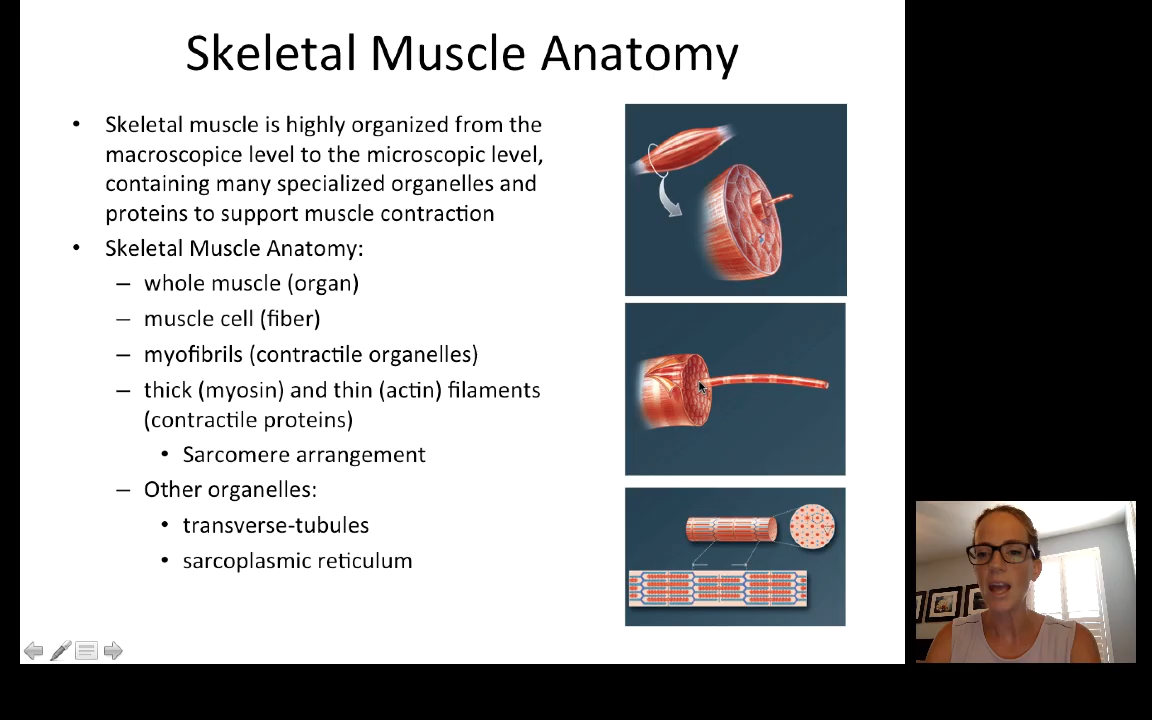 Skeletal Muscle Anatomy
• Skeletal muscle is highly organized from the
macroscopice level to the microscopic level,
containing many specialized organelles and
proteins to support muscle contraction
• Skeletal Muscle Anatomy:
– whole muscle (organ)
– muscle cell (fiber)
– myofibrils (contractile organelles)
– thick (myosin) and thin (actin) filaments
(contractile proteins)
• Sarcomere arrangement
– Other organelles:
• transverse-tubules
• sarcoplasmic reticulum